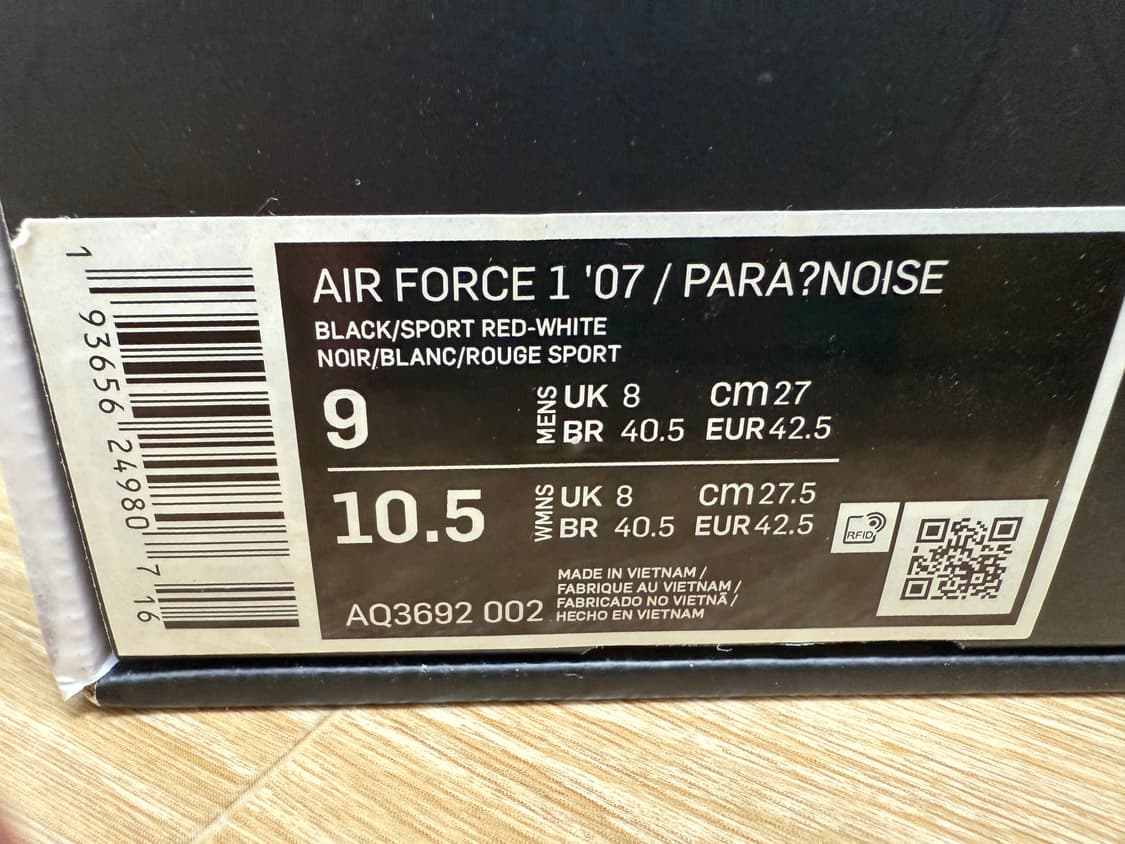 1 93656 24980 7 16
AIR FORCE 1 '07 / PARA?NOISE
BLACK/SPORT RED-WHITE
NOIR/BLANC/ROUGE SPORT
9
MENS
UK 8 cm 27
BR 40.5 EUR 42.5
10.5
WMNS
UK 8 cm 27.5
BR 40.5 EUR 42.5
RFID
MADE IN VIETNAM /
FABRIQUE AU VIETNAM /
FABRICADO NO VIETNÃ /
HECHO EN VIETNAM
AQ3692 002